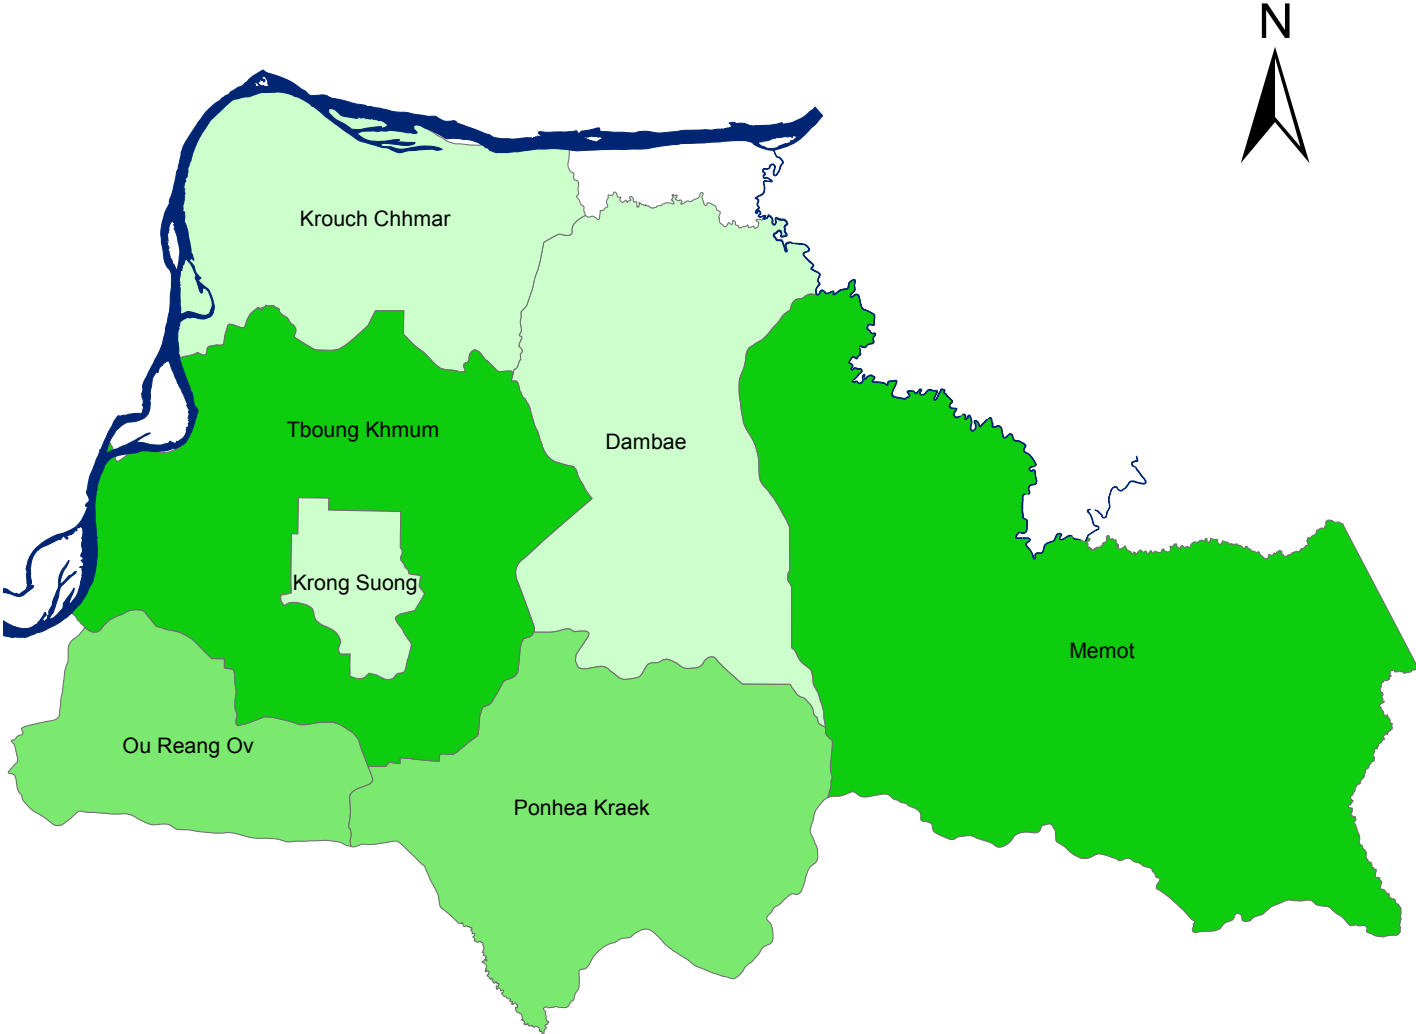 N
Krouch Chhmar
Tboung Khmum
Dambae
Krong Suong
Memot
Ou Reang Ov
Ponhea Kraek